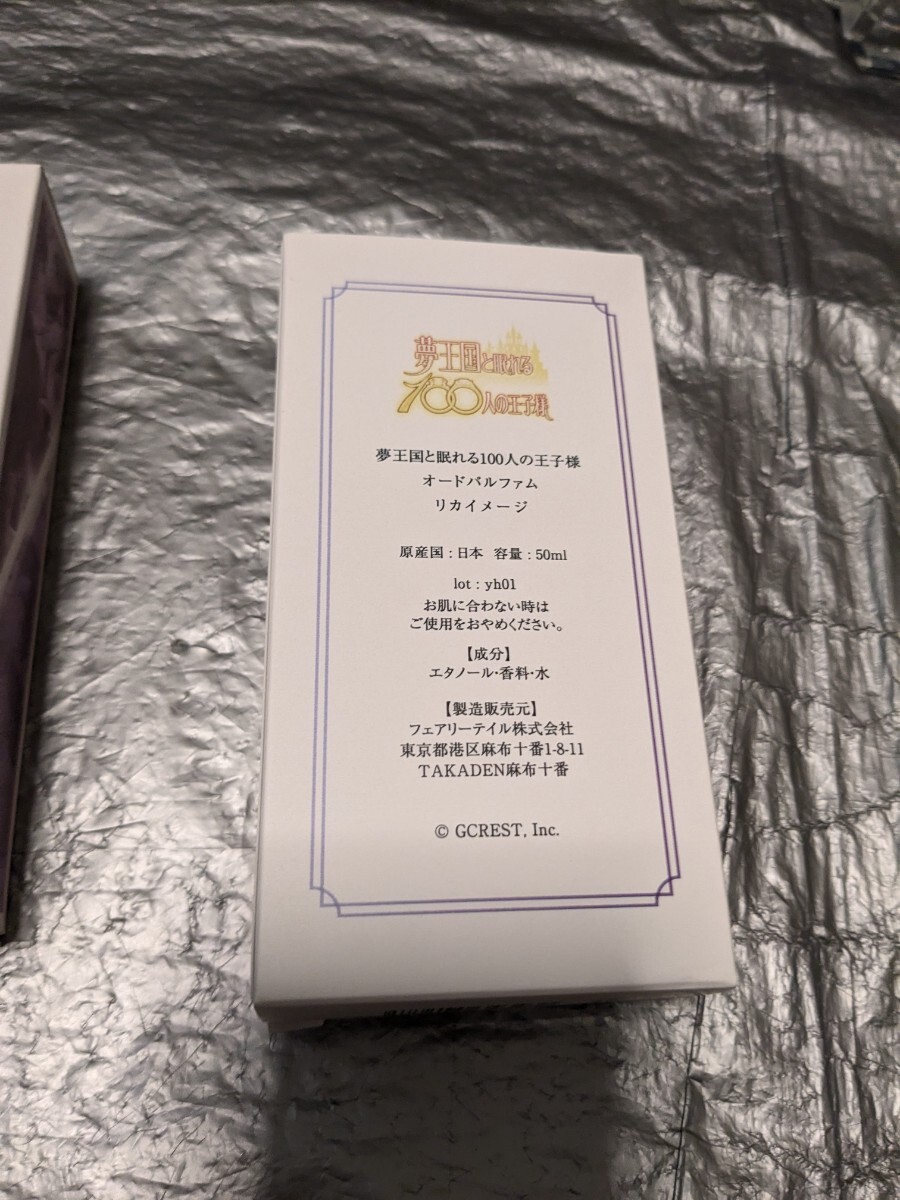 夢王国と眠れる
100人の王子様
夢王国と眠れる100人の王子様
オードパルファム
リカイメージ
原産国 : 日本 容量 : 50ml
lot : yh01
お肌に合わない時は
ご使用をおやめください。
【成分】
エタノール・香料・水
【製造販売元】
フェアリーテイル株式会社
東京都港区麻布十番1-8-11
TAKADEN麻布十番
© GCREST, Inc.